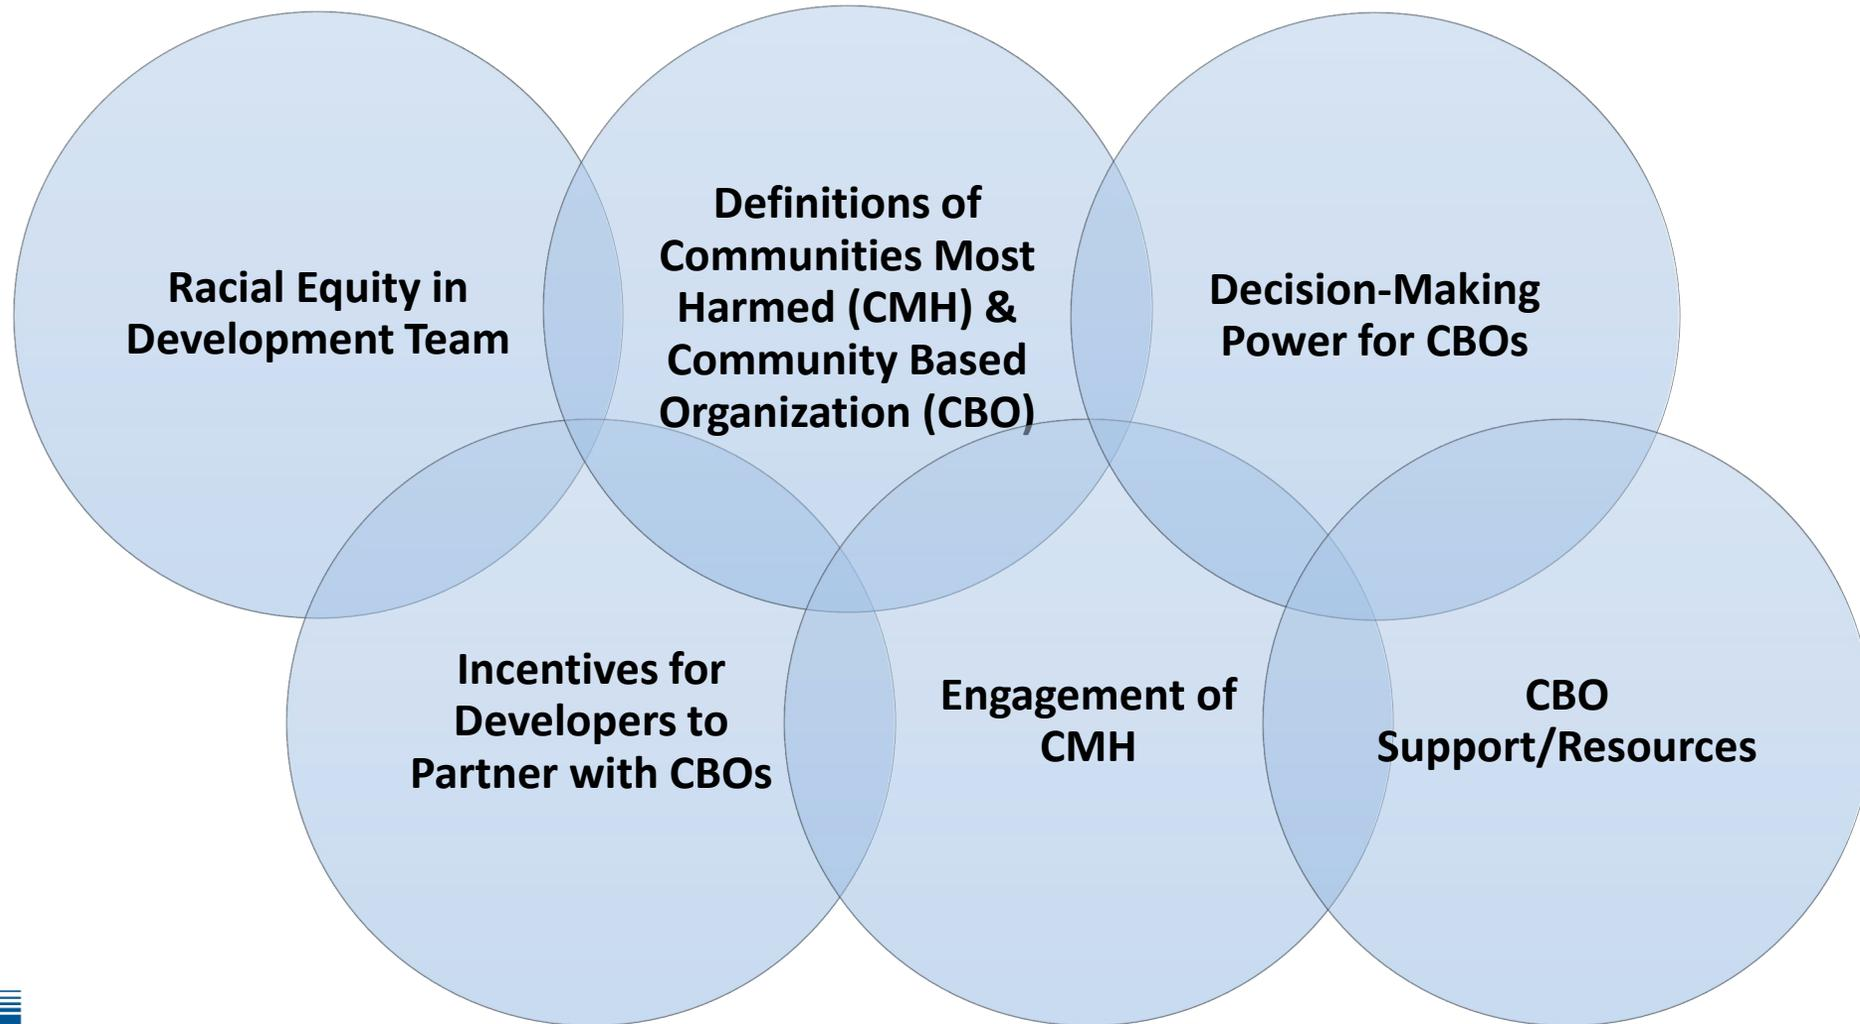 Racial Equity in
Development Team
Definitions of
Communities Most
Harmed (CMH) &
Community Based
Organization (CBO)
Decision-Making
Power for CBOs
Incentives for
Developers to
Partner with CBOs
Engagement of
CMH
CBO
Support/Resources